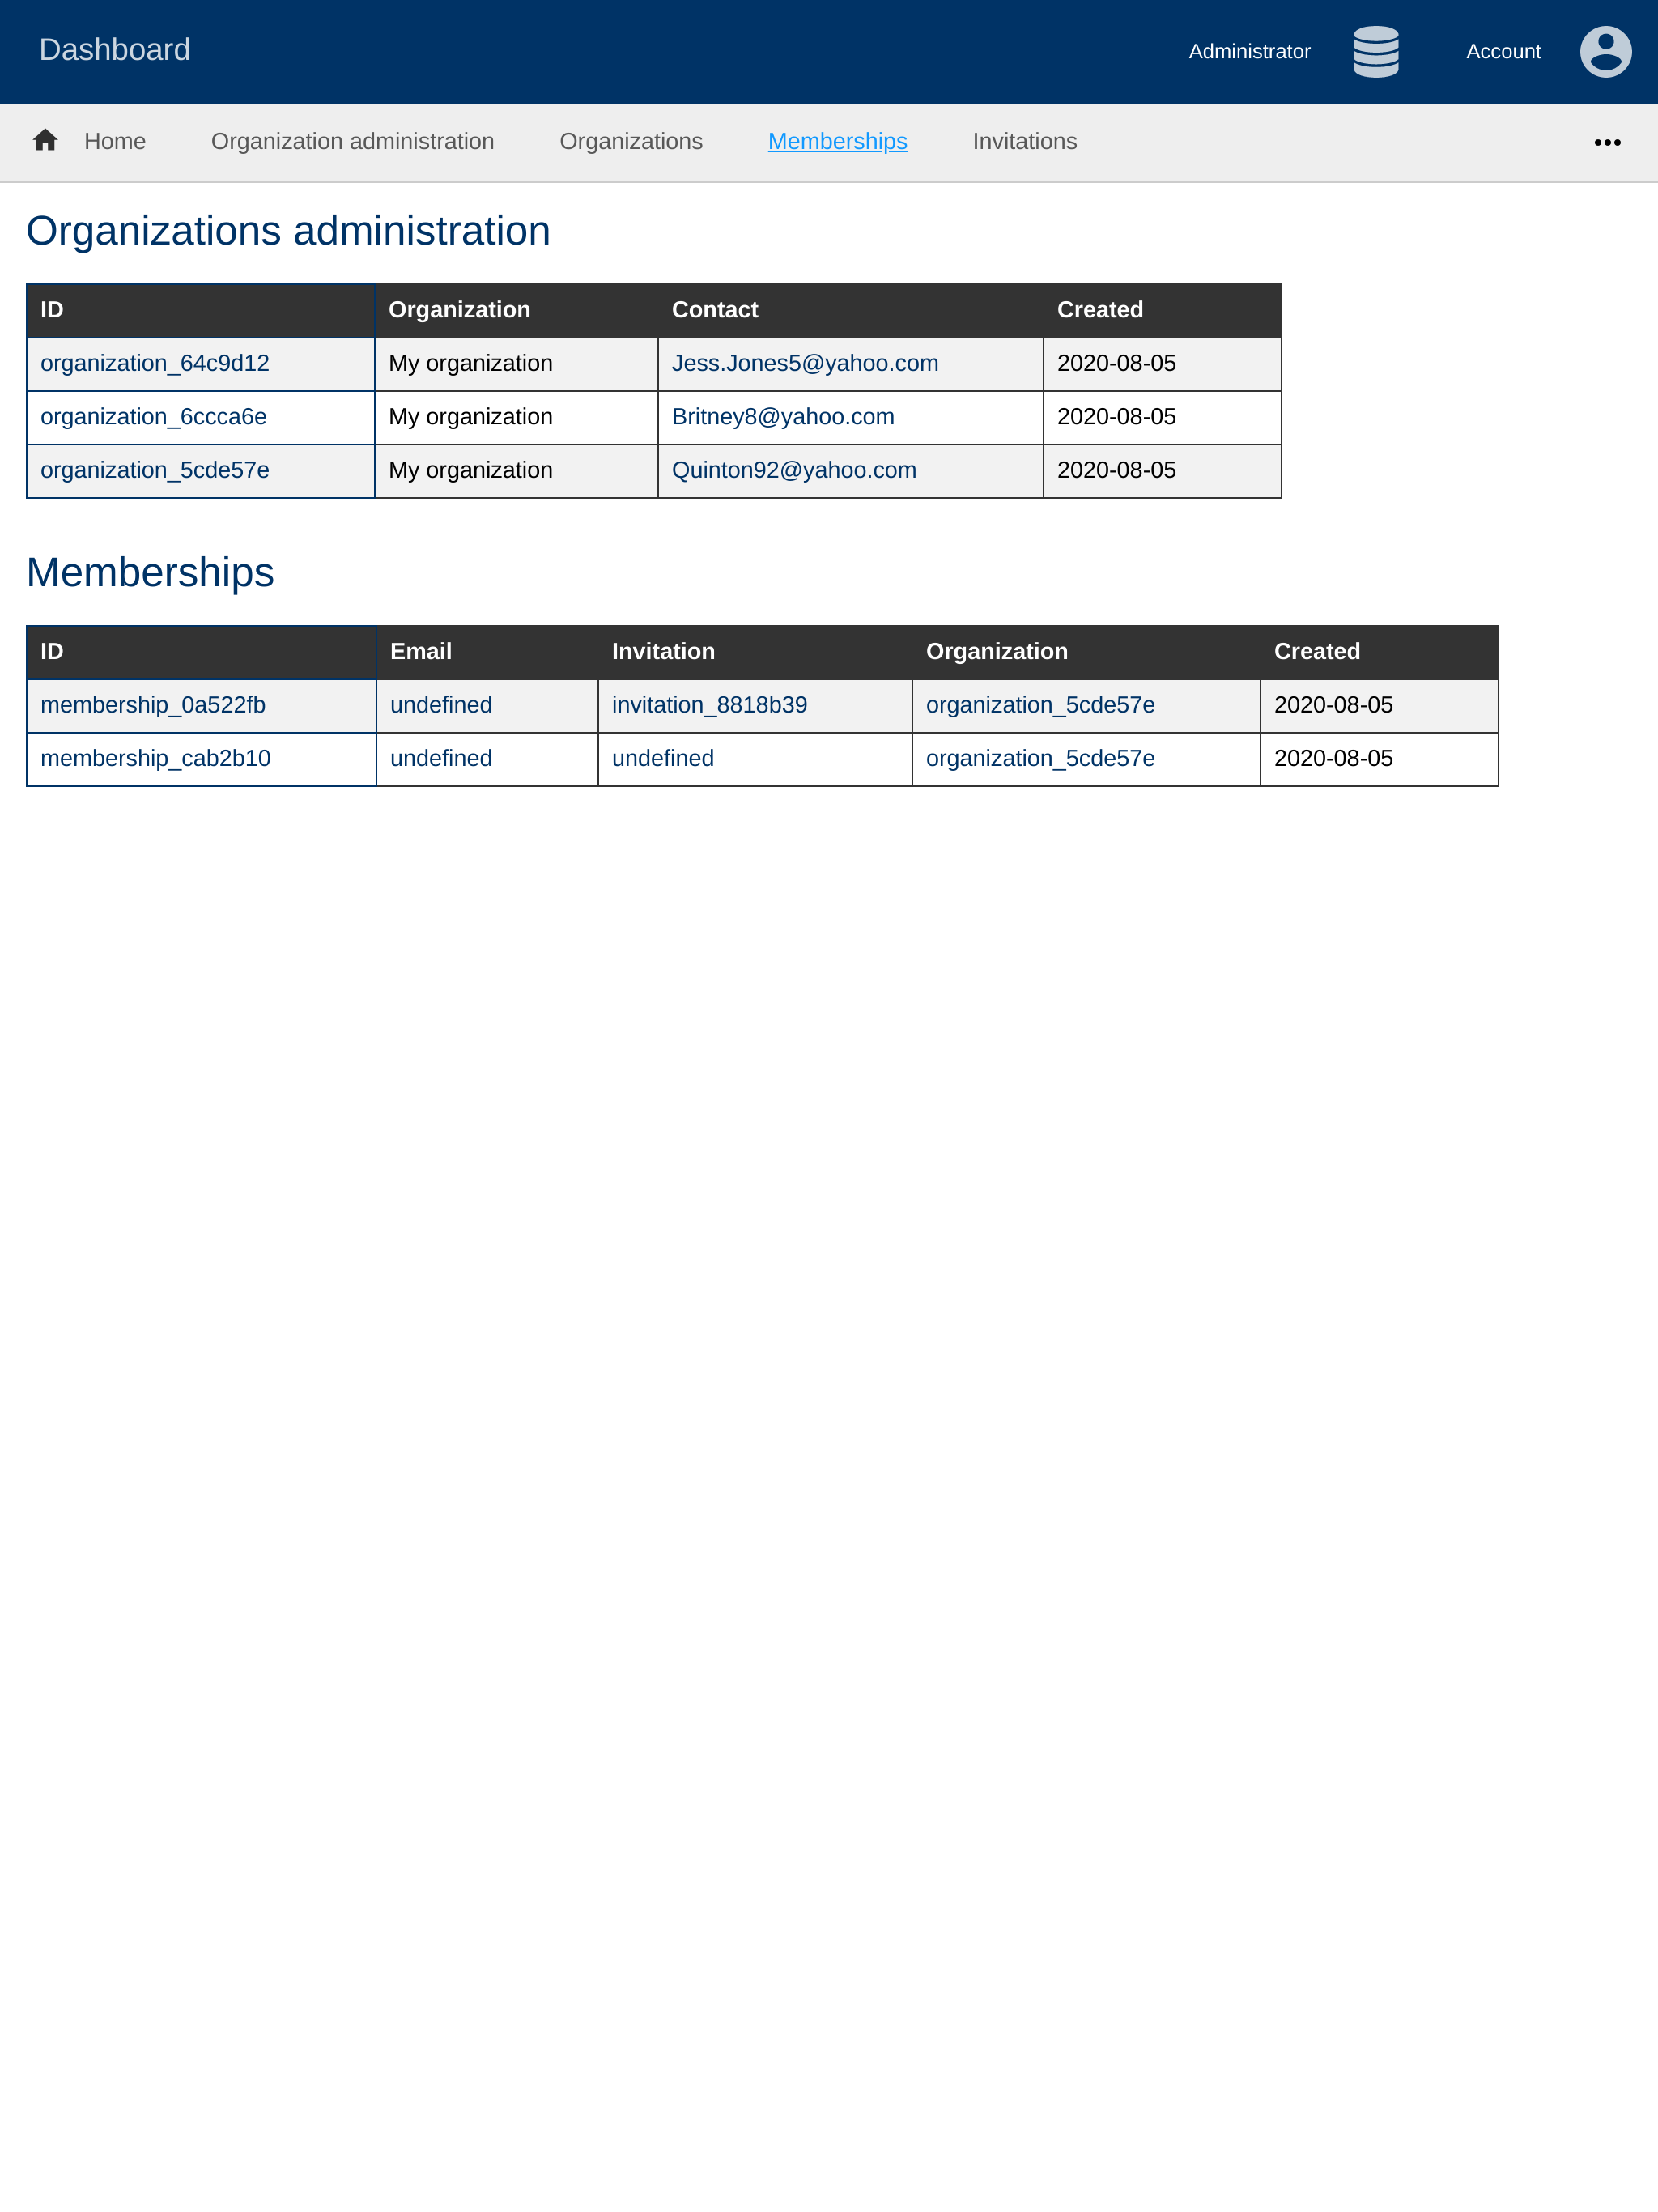 Dashboard Administrator Account
Home Organization administration Organizations Memberships Invitations
Organizations administration
ID Organization Contact Created
organization_64c9d12 My organization Jess.Jones5@yahoo.com 2020-08-05
organization_6ccca6e My organization Britney8@yahoo.com 2020-08-05
organization_5cde57e My organization Quinton92@yahoo.com 2020-08-05
Memberships
ID Email Invitation Organization Created
membership_0a522fb undefined invitation_8818b39 organization_5cde57e 2020-08-05
membership_cab2b10 undefined undefined organization_5cde57e 2020-08-05